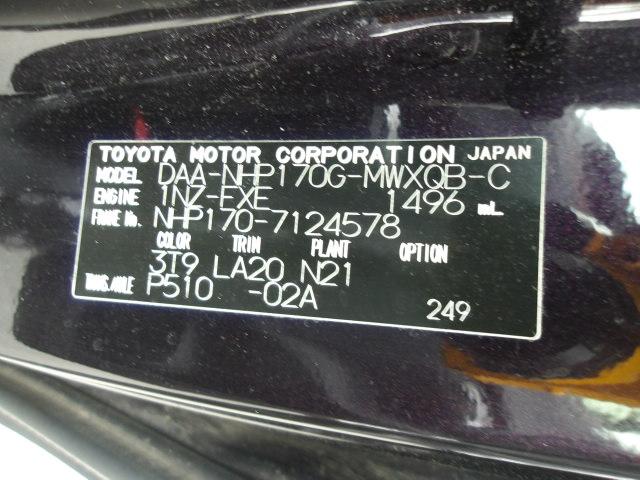 TOYOTA MOTOR CORPORATION JAPAN
MODEL DAA-NHP170G-MWXQB-C
ENGINE 1NZ-FXE 1496 mL
FRAME No. NHP170-7124578
COLOR TRIM PLANT OPTION
3T9 LA20 N21
TRANS./AXLE P510 -02A
249